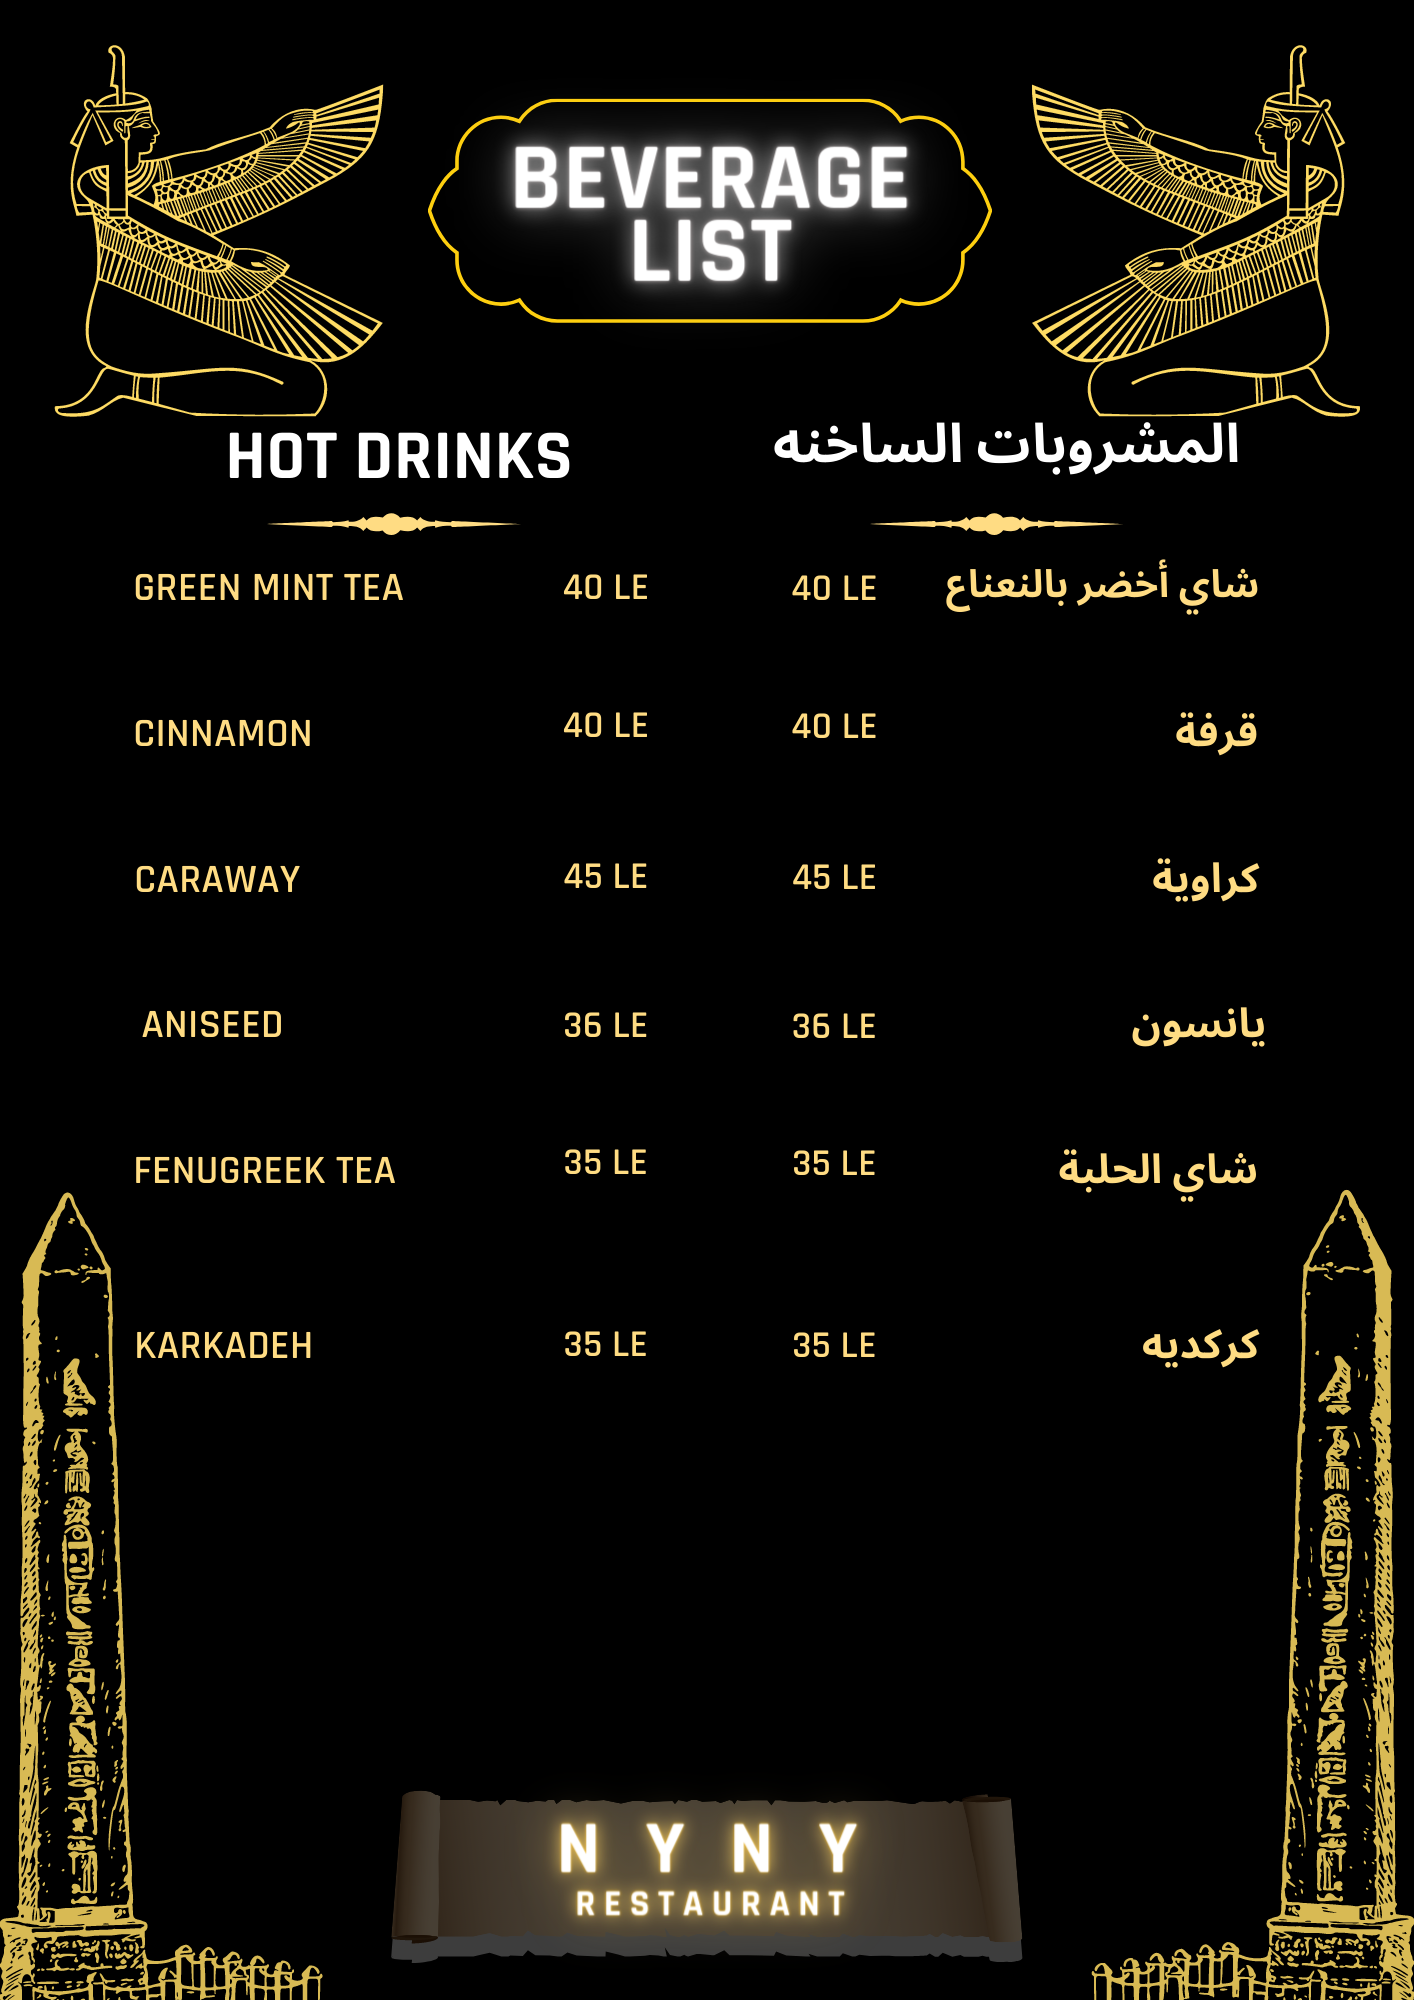 BEVERAGE
LIST
HOT DRINKS
المشروبات الساخنه
GREEN MINT TEA 40 LE 40 LE شاي أخضر بالنعناع
CINNAMON 40 LE 40 LE قرفة
CARAWAY 45 LE 45 LE كراوية
ANISEED 36 LE 36 LE يانسون
FENUGREEK TEA 35 LE 35 LE شاي الحلبة
KARKADEH 35 LE 35 LE كركديه
NYNY
RESTAURANT